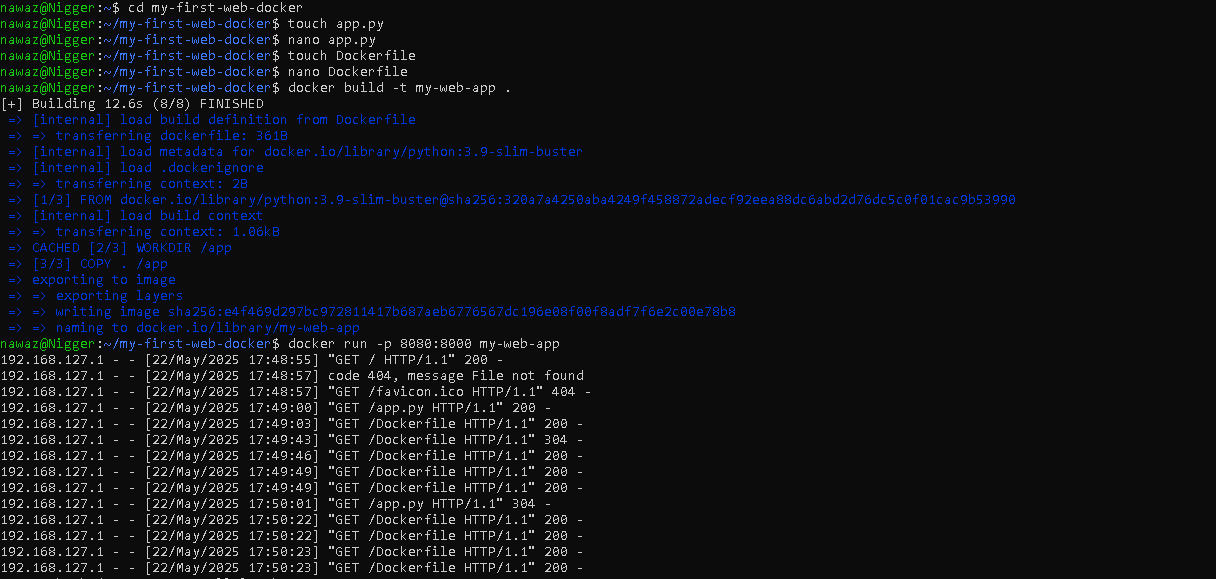 nawaz@Nigger:~$ cd my-first-web-docker
nawaz@Nigger:~/my-first-web-docker$ touch app.py
nawaz@Nigger:~/my-first-web-docker$ nano app.py
nawaz@Nigger:~/my-first-web-docker$ touch Dockerfile
nawaz@Nigger:~/my-first-web-docker$ nano Dockerfile
nawaz@Nigger:~/my-first-web-docker$ docker build -t my-web-app .
[+] Building 12.6s (8/8) FINISHED
=> [internal] load build definition from Dockerfile
=> => transferring dockerfile: 361B
=> [internal] load metadata for docker.io/library/python:3.9-slim-buster
=> [internal] load .dockerignore
=> => transferring context: 2B
=> [1/3] FROM docker.io/library/python:3.9-slim-buster@sha256:320a7a4250aba4249f458872adecf92eea88dc6abd2d76dc5c0f01cac9b53990
=> [internal] load build context
=> => transferring context: 1.06kB
=> CACHED [2/3] WORKDIR /app
=> [3/3] COPY . /app
=> exporting to image
=> => exporting layers
=> => writing image sha256:e4f469d297bc972811417b687aeb6776567dc196e08f00f8adf7f6e2c00e78b8
=> => naming to docker.io/library/my-web-app
nawaz@Nigger:~/my-first-web-docker$ docker run -p 8080:8000 my-web-app
192.168.127.1 - - [22/May/2025 17:48:55] "GET / HTTP/1.1" 200 -
192.168.127.1 - - [22/May/2025 17:48:57] code 404, message File not found
192.168.127.1 - - [22/May/2025 17:48:57] "GET /favicon.ico HTTP/1.1" 404 -
192.168.127.1 - - [22/May/2025 17:49:00] "GET /app.py HTTP/1.1" 200 -
192.168.127.1 - - [22/May/2025 17:49:03] "GET /Dockerfile HTTP/1.1" 200 -
192.168.127.1 - - [22/May/2025 17:49:43] "GET /Dockerfile HTTP/1.1" 304 -
192.168.127.1 - - [22/May/2025 17:49:46] "GET /Dockerfile HTTP/1.1" 200 -
192.168.127.1 - - [22/May/2025 17:49:49] "GET /Dockerfile HTTP/1.1" 200 -
192.168.127.1 - - [22/May/2025 17:49:49] "GET /Dockerfile HTTP/1.1" 200 -
192.168.127.1 - - [22/May/2025 17:50:01] "GET /app.py HTTP/1.1" 304 -
192.168.127.1 - - [22/May/2025 17:50:22] "GET /Dockerfile HTTP/1.1" 200 -
192.168.127.1 - - [22/May/2025 17:50:22] "GET /Dockerfile HTTP/1.1" 200 -
192.168.127.1 - - [22/May/2025 17:50:23] "GET /Dockerfile HTTP/1.1" 200 -
192.168.127.1 - - [22/May/2025 17:50:23] "GET /Dockerfile HTTP/1.1" 200 -